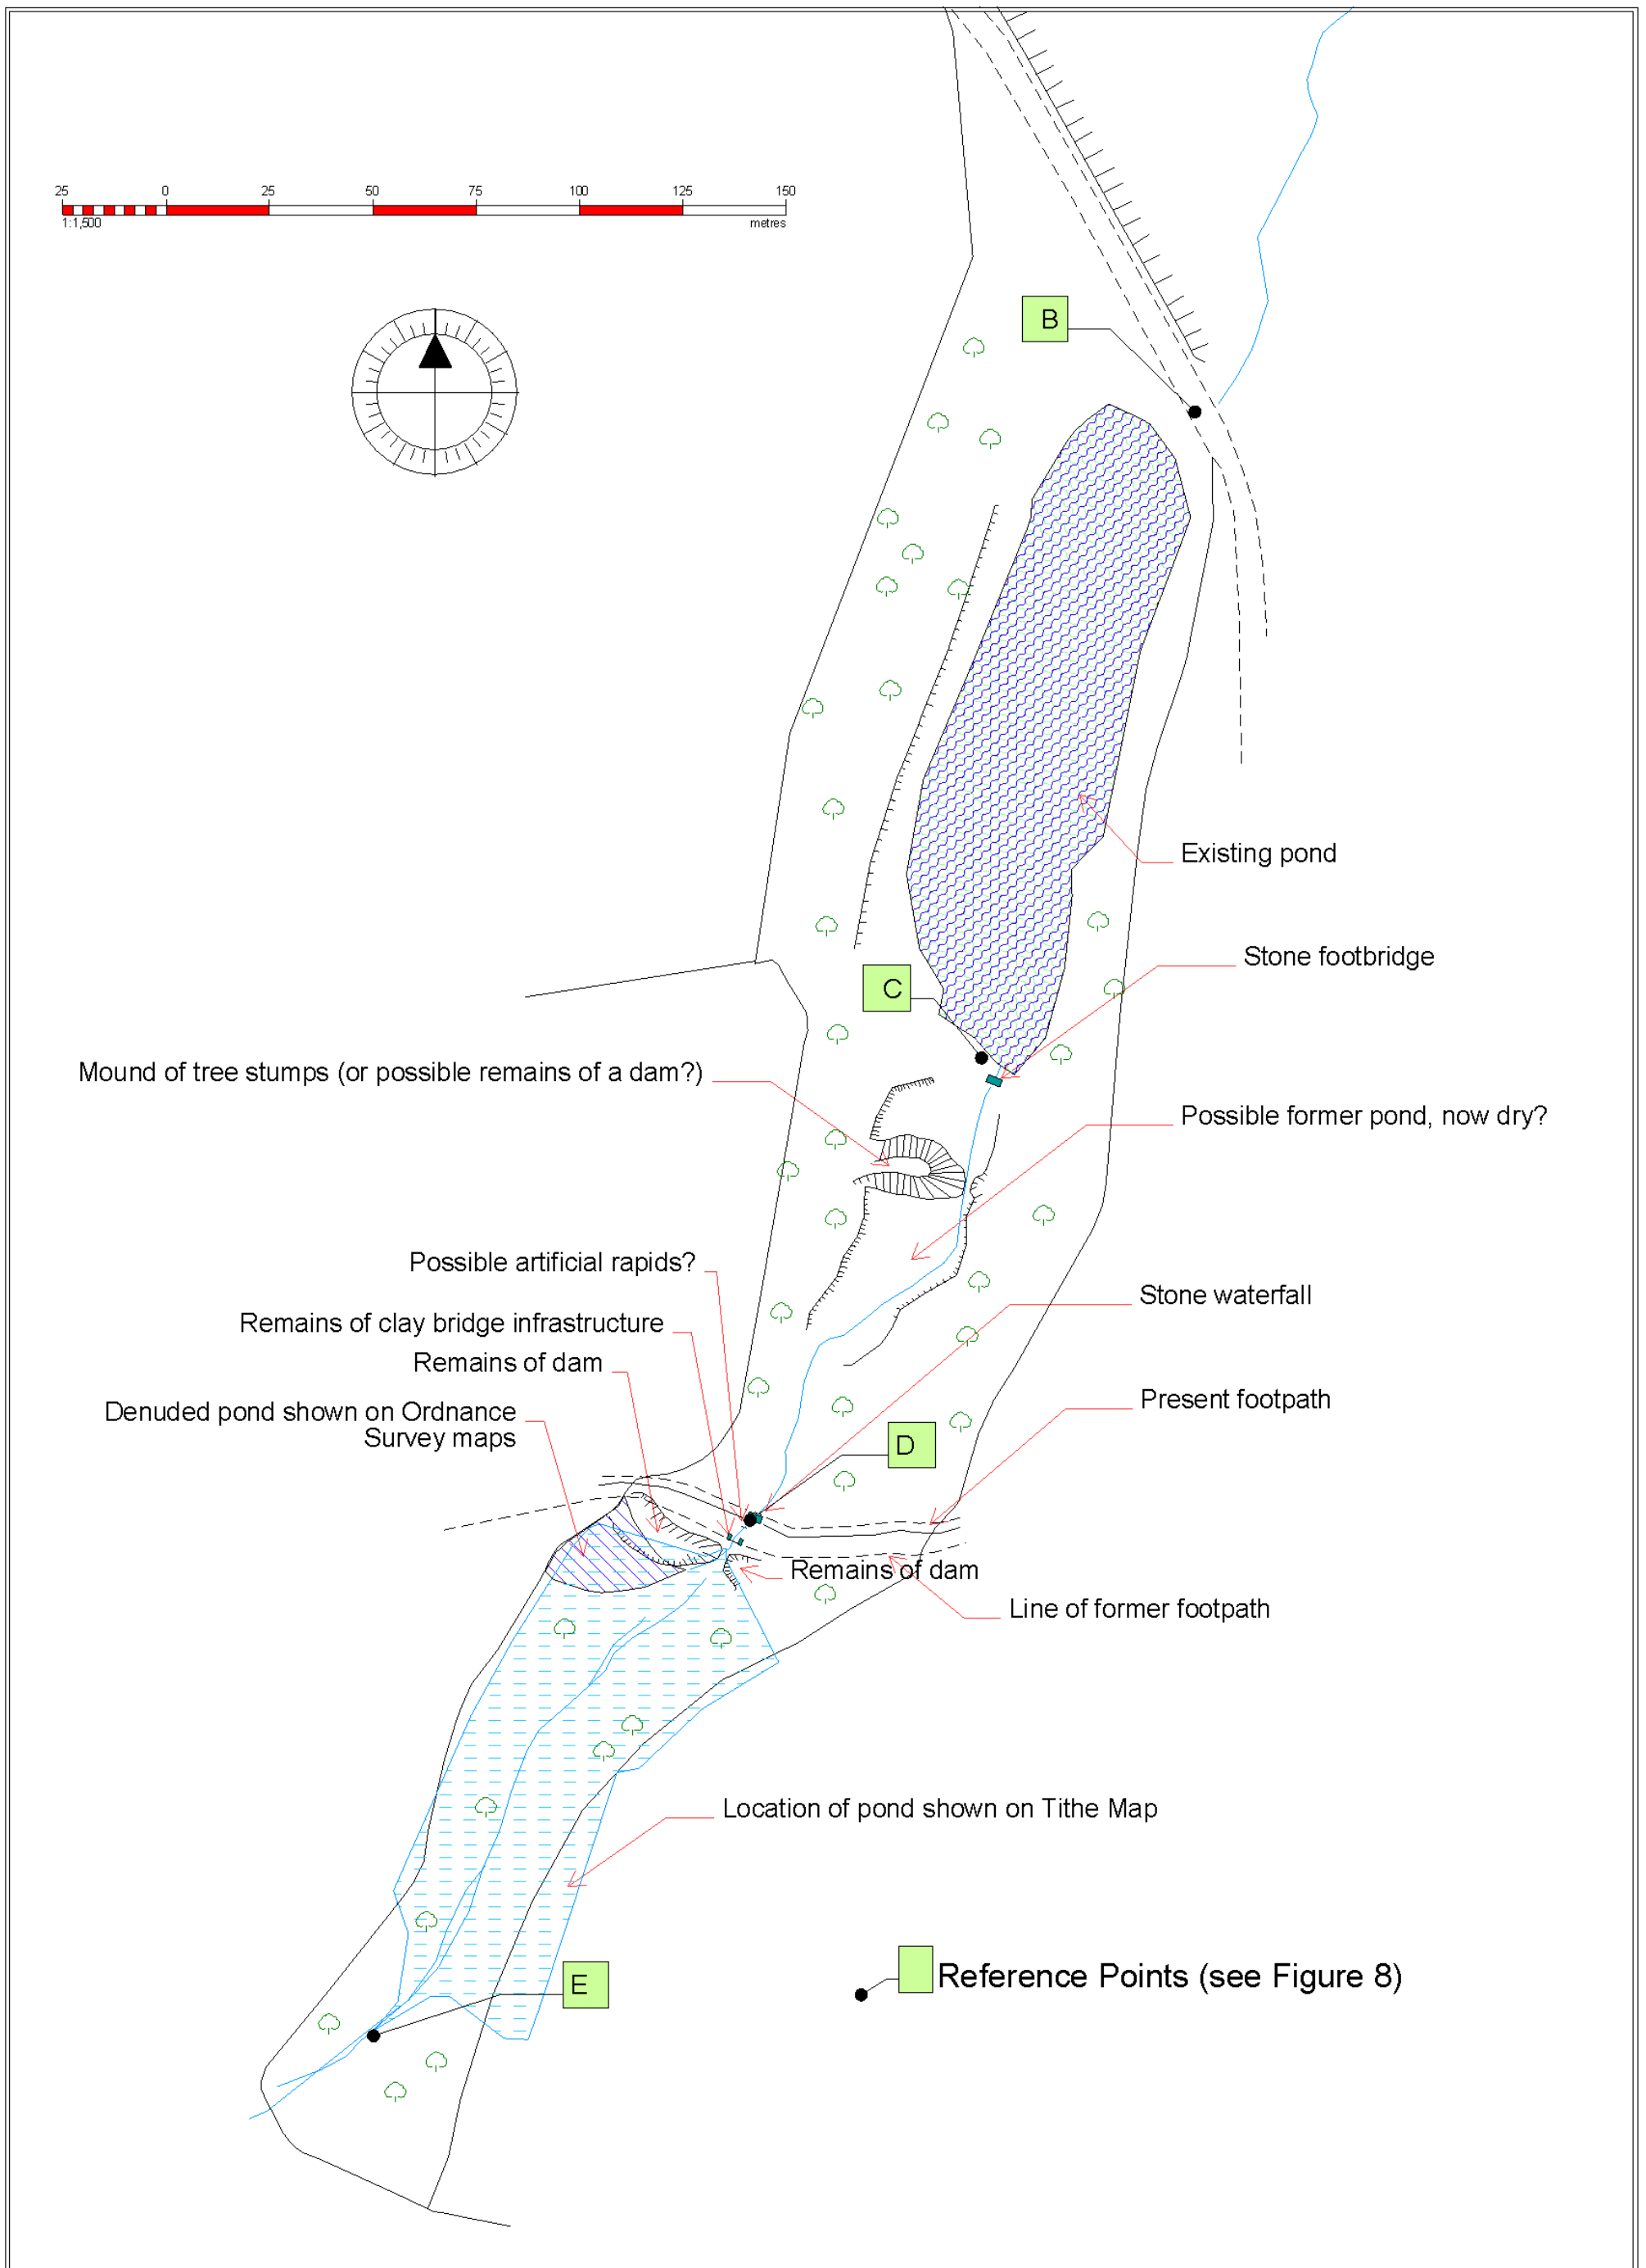 25 0 25 50 75 100 125 150
1:1,500 metres
B
Existing pond
Stone footbridge
C
Mound of tree stumps (or possible remains of a dam?)
Possible former pond, now dry?
Possible artificial rapids?
Stone waterfall
Remains of clay bridge infrastructure
Remains of dam
Present footpath
Denuded pond shown on Ordnance
Survey maps
D
Remains of dam
Line of former footpath
Location of pond shown on Tithe Map
E
Reference Points (see Figure 8)